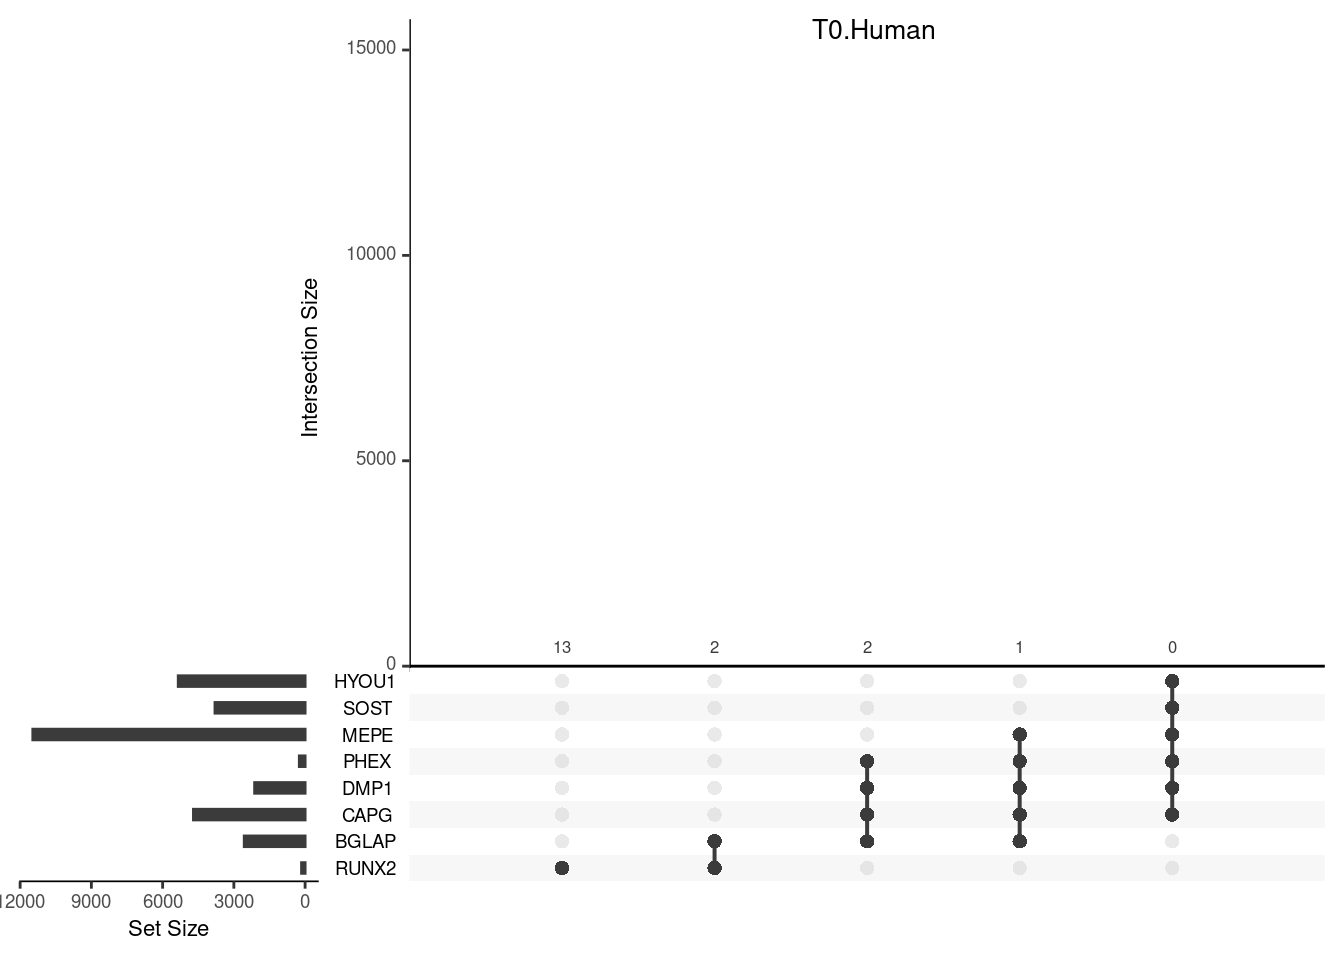 T0.Human
15000
10000
5000
0
Intersection Size
13 2 2 1 0
HYOU1
SOST
MEPE
PHEX
DMP1
CAPG
BGLAP
RUNX2
12000 9000 6000 3000 0
Set Size